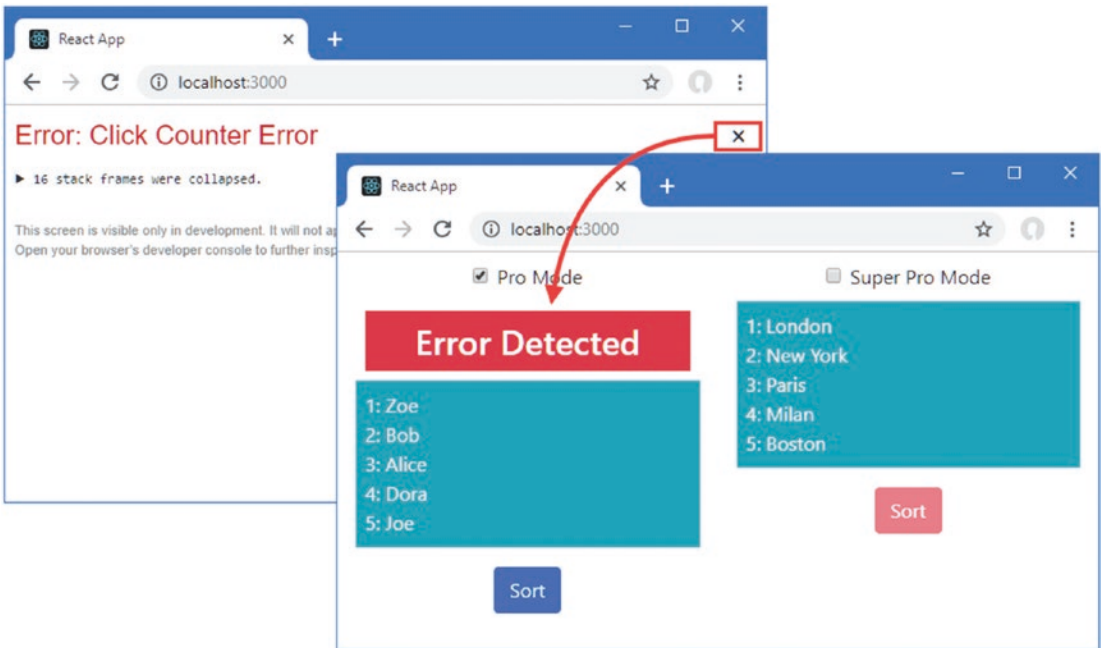 React App
localhost:3000
Error: Click Counter Error
▶ 16 stack frames were collapsed.
This screen is visible only in development. It will not
Open your browser's developer console to further
React App
localhost:3000
Pro Mode
Error Detected
1: Zoe
2: Bob
3: Alice
4: Dora
5: Joe
Sort
Super Pro Mode
1: London
2: New York
3: Paris
4: Milan
5: Boston
Sort